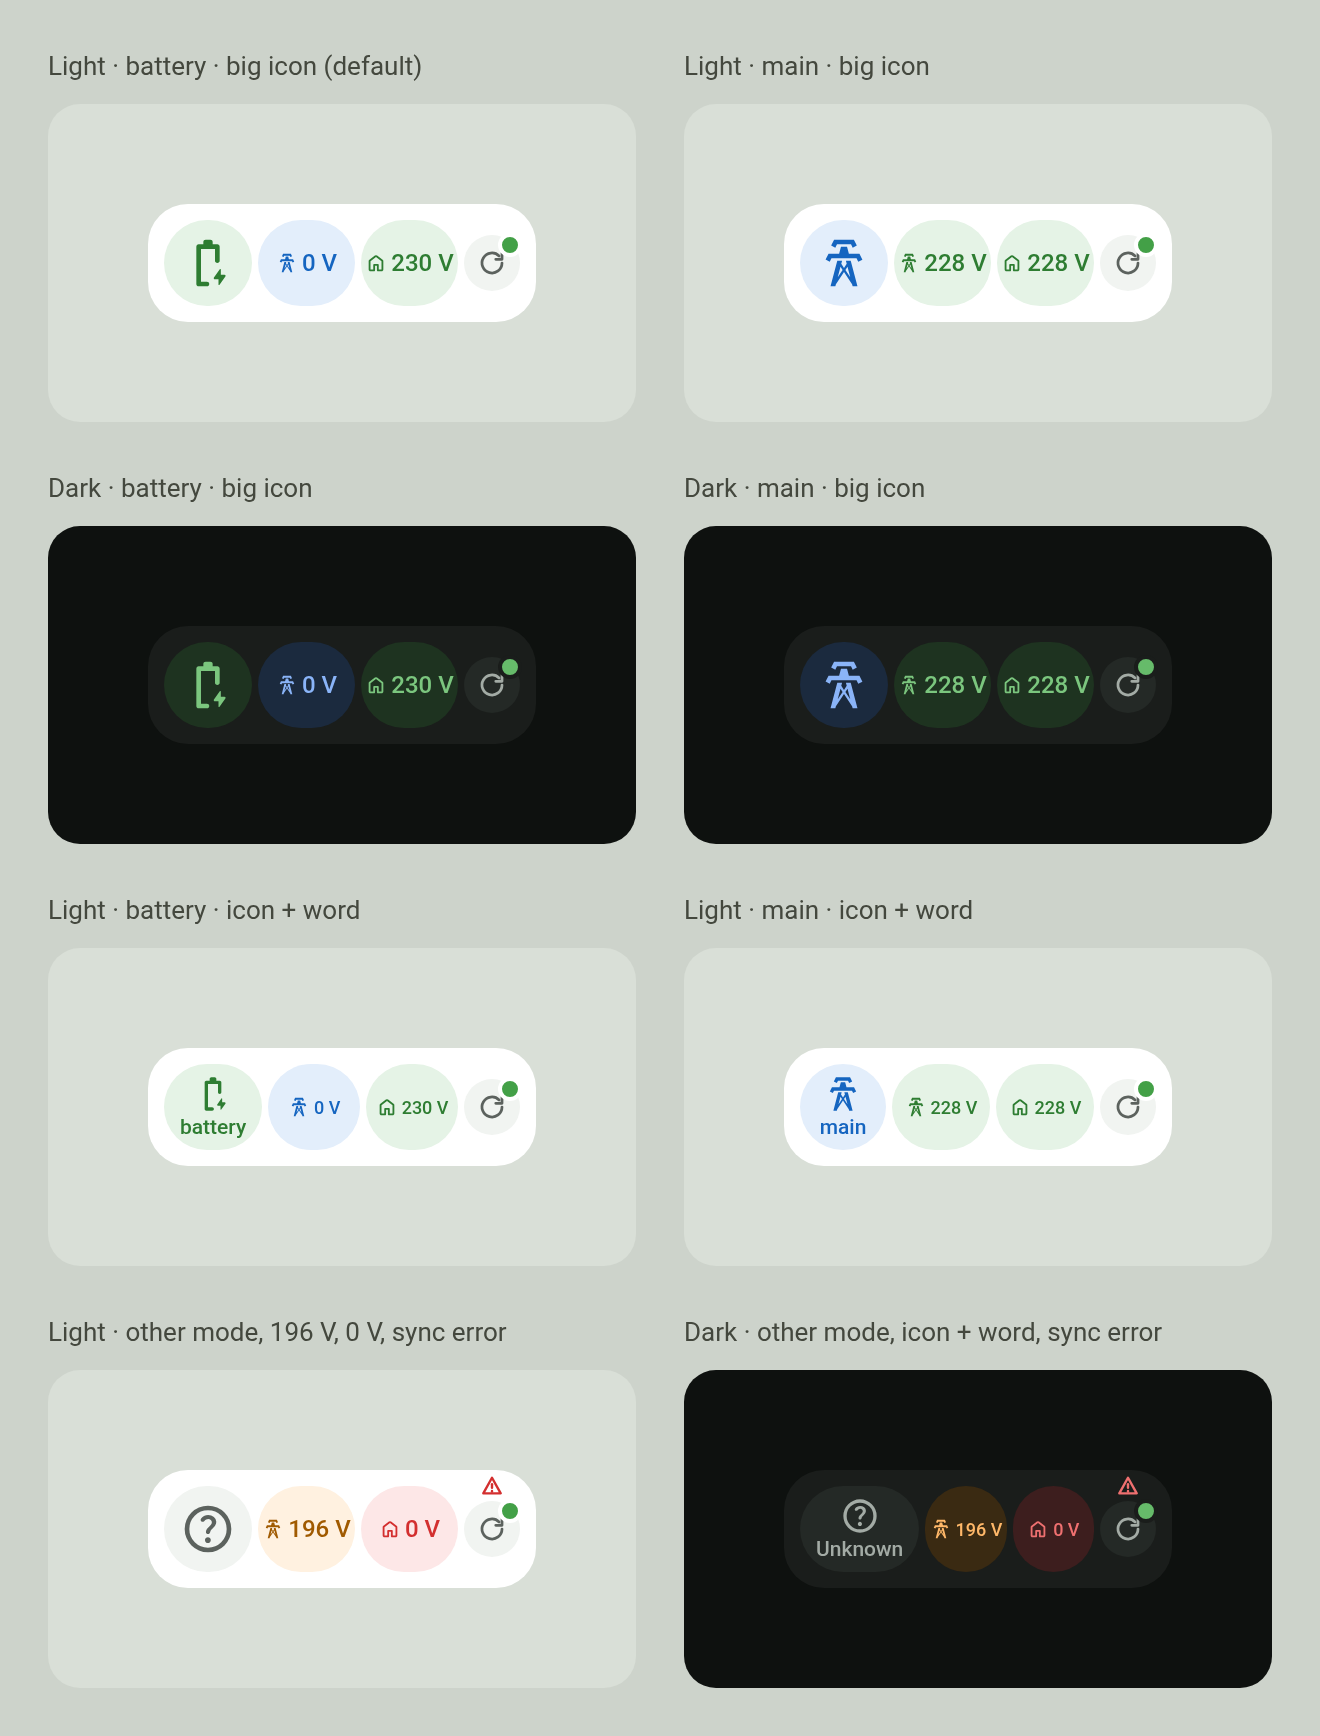 Light · battery · big icon (default)
Light · main · big icon
0 V
230 V
228 V
228 V
Dark · battery · big icon
Dark · main · big icon
0 V
230 V
228 V
228 V
Light · battery · icon + word
Light · main · icon + word
battery
0 V
230 V
main
228 V
228 V
Light · other mode, 196 V, 0 V, sync error
Dark · other mode, icon + word, sync error
196 V
0 V
Unknown
196 V
0 V